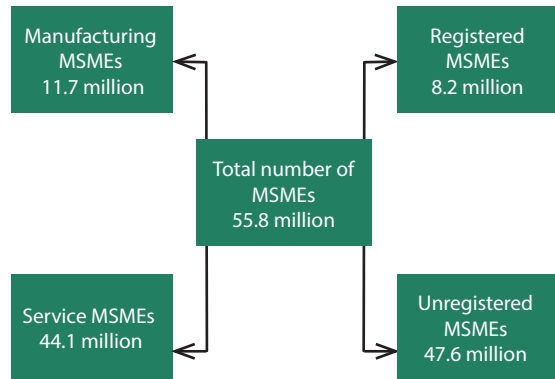 Manufacturing
MSMEs
11.7 million
Registered
MSMEs
8.2 million
Total number of
MSMEs
55.8 million
Service MSMEs
44.1 million
Unregistered
MSMEs
47.6 million